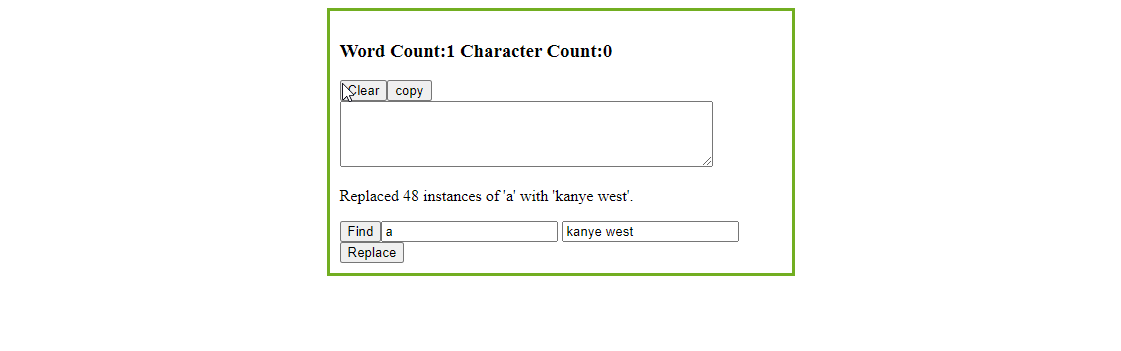 Word Count:1 Character Count:0
Clear copy
Replaced 48 instances of 'a' with 'kanye west'.
Find a kanye west
Replace